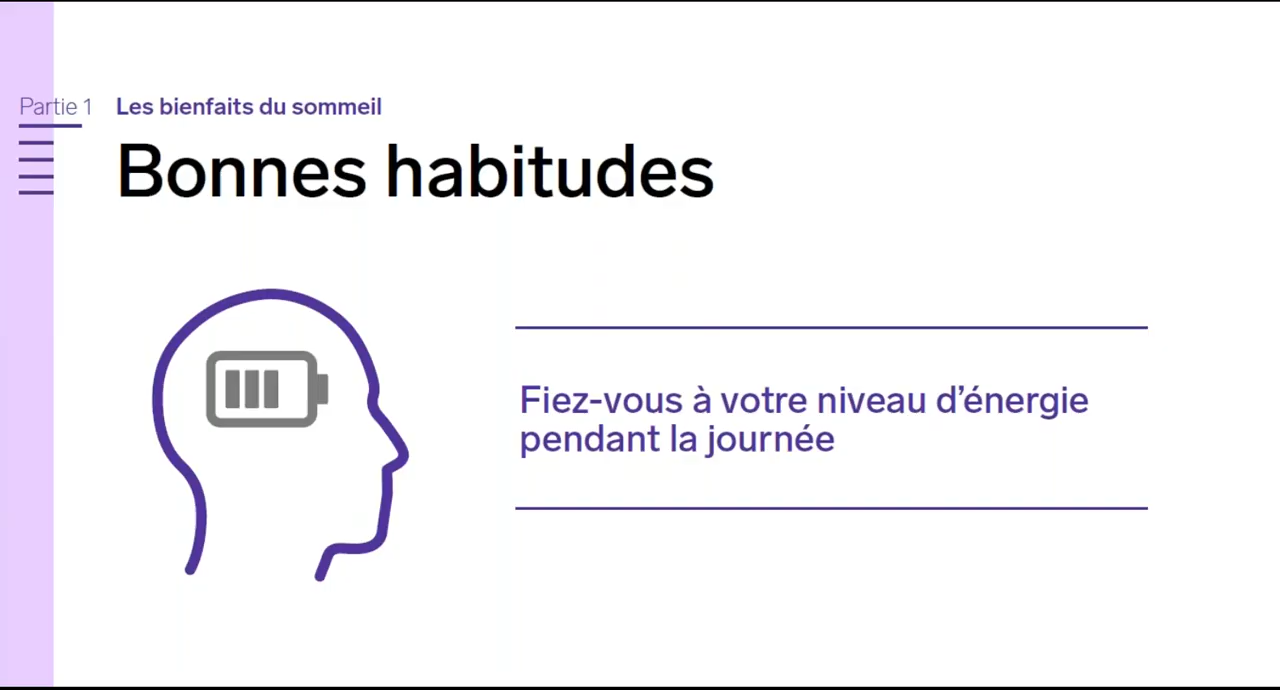 Partie 1 Les bienfaits du sommeil
Bonnes habitudes
Fiez-vous à votre niveau d’énergie
pendant la journée